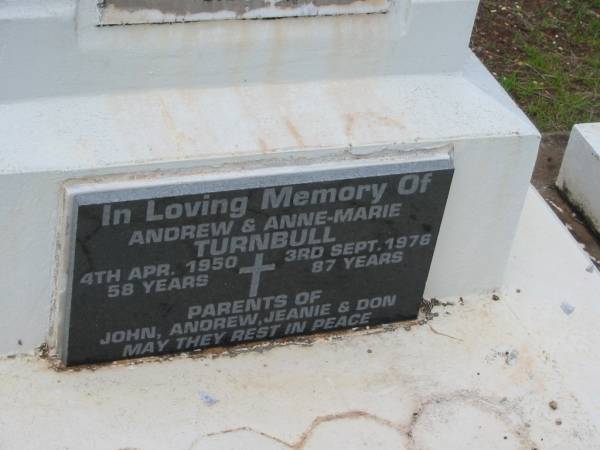 In Loving Memory Of
ANDREW & ANNE-MARIE
TURNBULL
4TH APR. 1950 3RD SEPT. 1976
58 YEARS 87 YEARS
PARENTS OF
JOHN, ANDREW, JEANIE & DON
MAY THEY REST IN PEACE